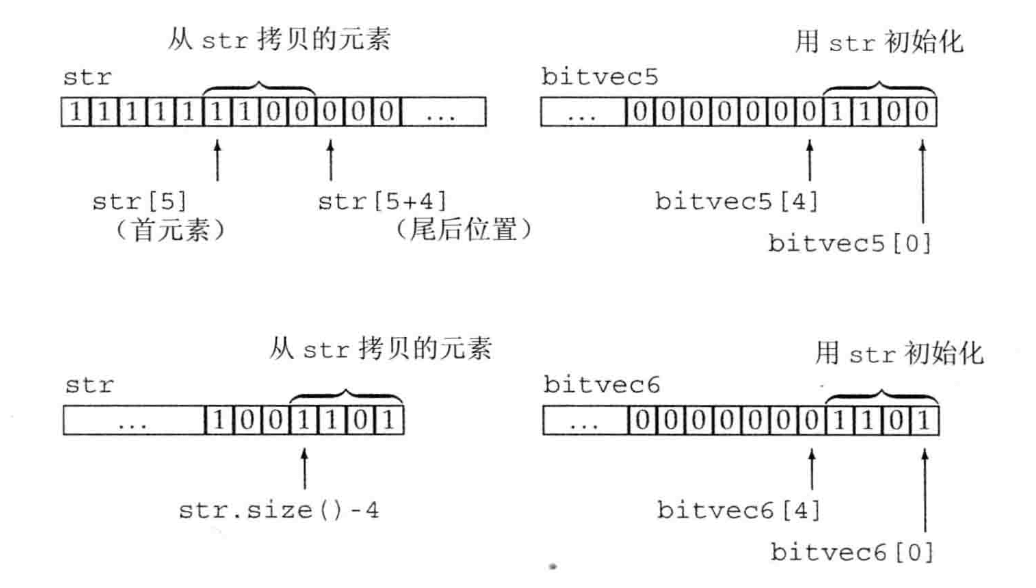 从 str 拷贝的元素
用 str 初始化
str
bitvec5
1 1 1 1 1 1 1 0 0 0 0 0 ...
... 0 0 0 0 0 0 0 1 1 0 0
str[5]
(首元素)
str[5+4]
(尾后位置)
bitvec5[4]
bitvec5[0]
从 str 拷贝的元素
用 str 初始化
str
bitvec6
... 1 0 0 1 1 0 1
... 0 0 0 0 0 0 0 1 1 0 1
str.size()-4
bitvec6[4]
bitvec6[0]